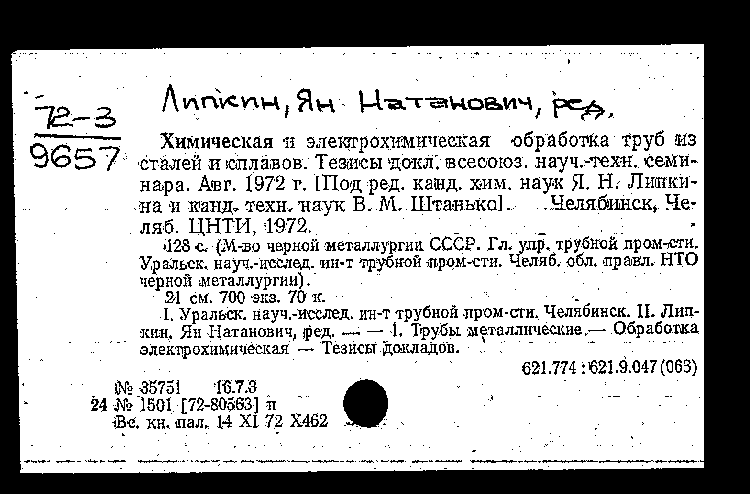 Липкин, Ян Натанович, ред.
72-3
9657
Химическая и электрохимическая обработка труб из
сталей и сплавов. Тезисы докл. всесоюз. науч.-техн. семи-
нара. Авг. 1972 г. [Под ред. канд. хим. наук Я. Н. Липки-
на и канд. техн. наук В. М. Штанько]. Челябинск, Че-
ляб. ЦНТИ, 1972.
128 с. (М-во черной металлургии СССР. Гл. упр. трубной пром-сти.
Уральск. науч.-исслед. ин-т трубной пром-сти. Челяб. обл. правл. НТО
черной металлургии).
21 см. 700 экз. 70 к.
I. Уральск. науч.-исслед. ин-т трубной пром-сти. Челябинск. II. Лип-
кин, Ян Натанович, ред. — — 1. Трубы металлические — Обработка
электрохимическая — Тезисы докладов.
621.774 : 621.9.047 (063)
№ 35751 16.7.3
24 № 1501 [72-80563] п
Вс. кн. пал. 14 XI 72 Х462